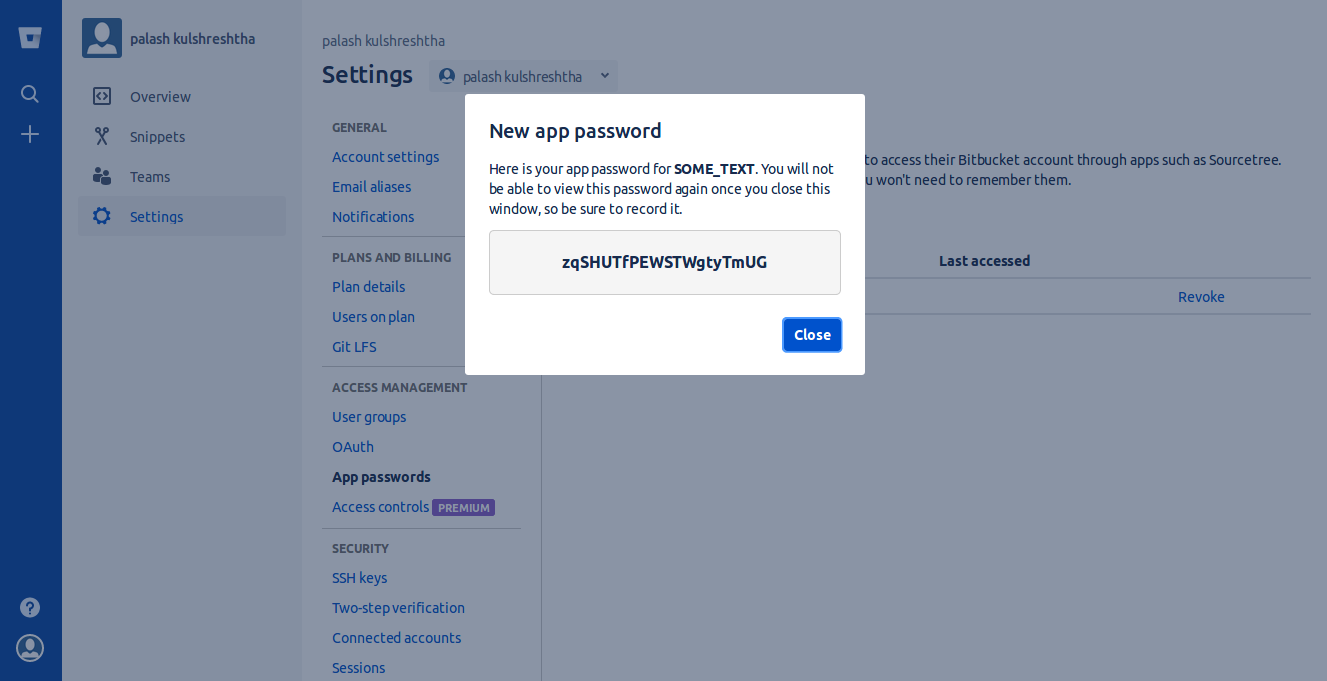 palash kulshreshtha
Overview
Snippets
Teams
Settings
palash kulshreshtha
Settings
palash kulshreshtha
GENERAL
Account settings
Email aliases
Notifications
PLANS AND BILLING
Plan details
Users on plan
Git LFS
ACCESS MANAGEMENT
User groups
OAuth
App passwords
Access controls PREMIUM
SECURITY
SSH keys
Two-step verification
Connected accounts
Sessions
New app password
Here is your app password for SOME_TEXT. You will not
be able to view this password again once you close this
window, so be sure to record it.
zqSHUTfPEWSTWgtyTmUG
Close
to access their Bitbucket account through apps such as Sourcetree.
won't need to remember them.
Last accessed
Revoke